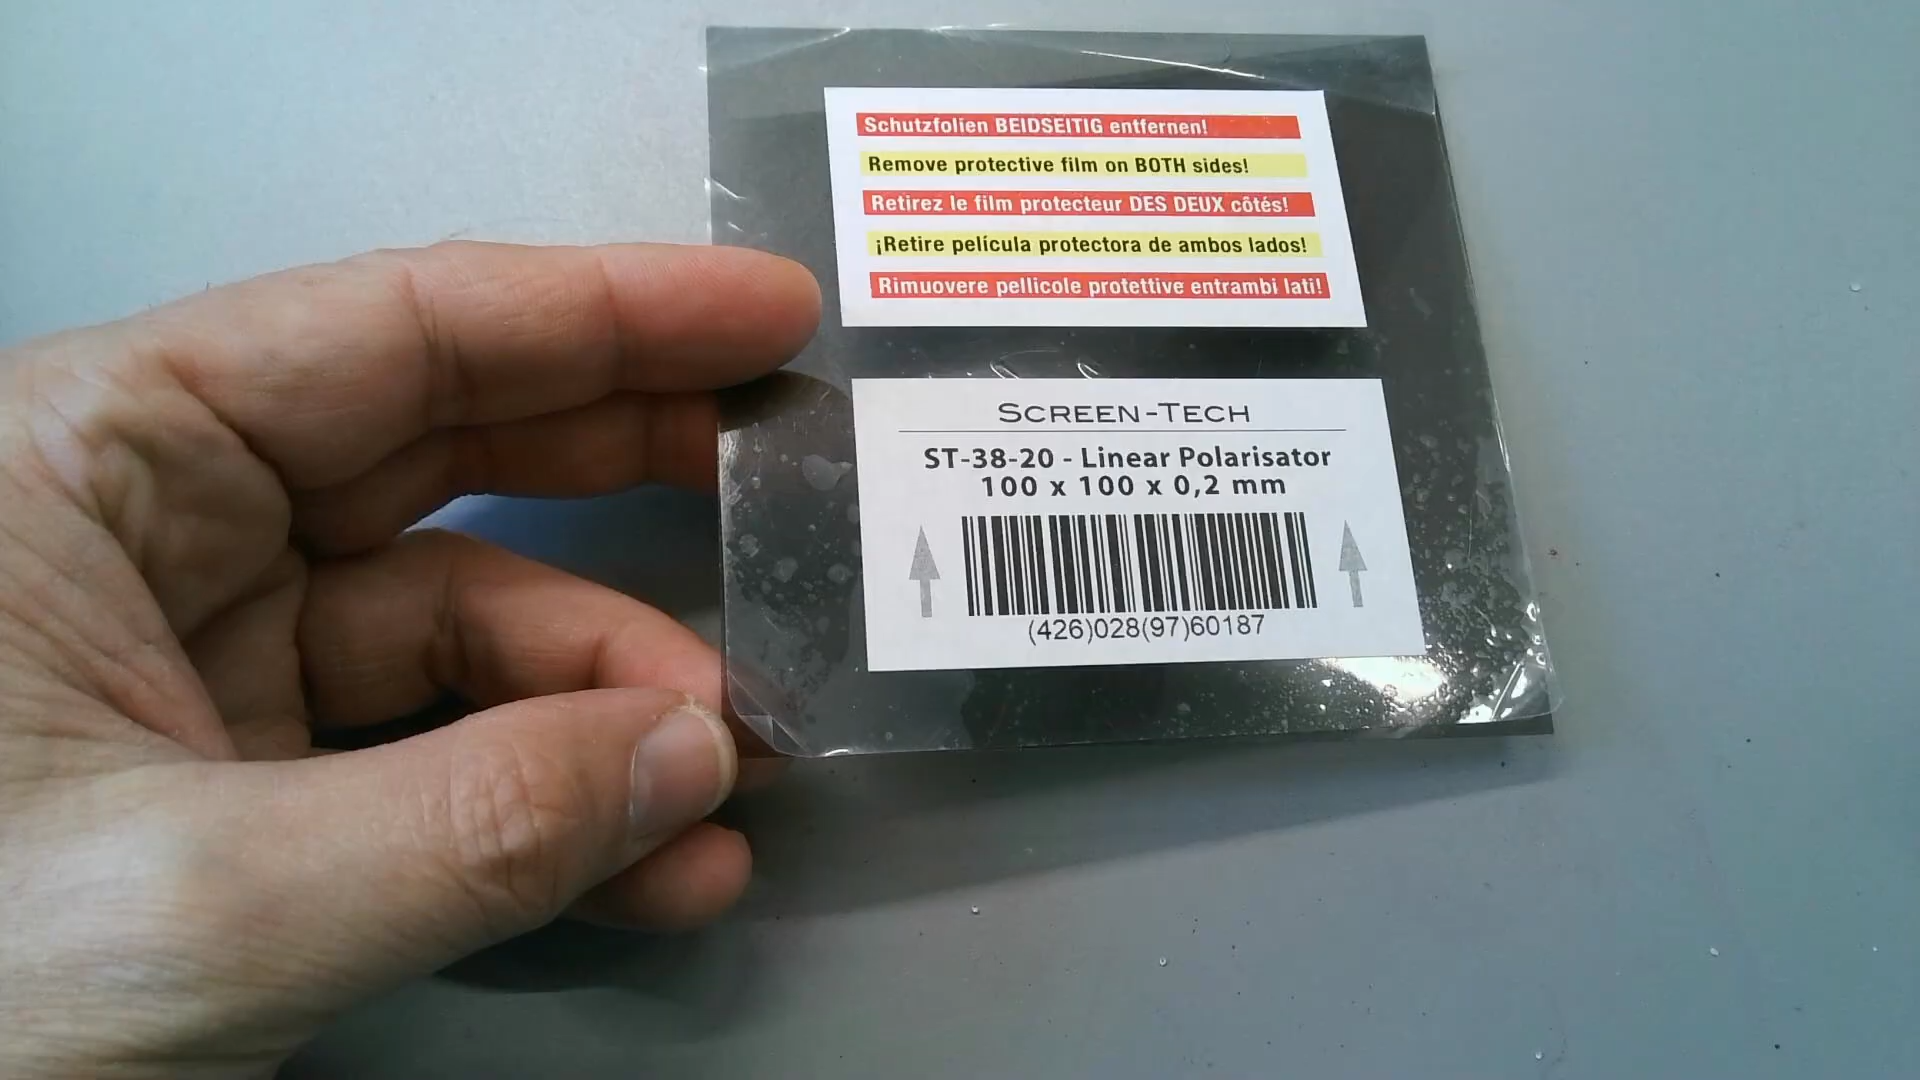 Schutzfolien BEIDSEITIG entfernen!
Remove protective film on BOTH sides!
Retirez le film protecteur DES DEUX côtés!
¡Retire película protectora de ambos lados!
Rimuovere pellicole protettive entrambi lati!
SCREEN-TECH
ST-38-20 - Linear Polarisator
100 x 100 x 0,2 mm
(426)028(97)60187